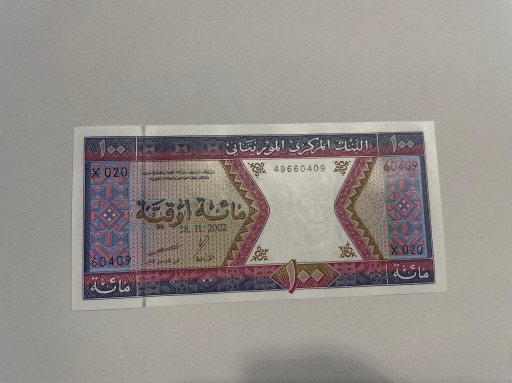 ١٠٠ البنك المركزي الموريتاني ١٠٠
X 020
49660409
60409
مائة أوقية
28.11.2002
60409
X 020
مائة
١٠٠
مائة